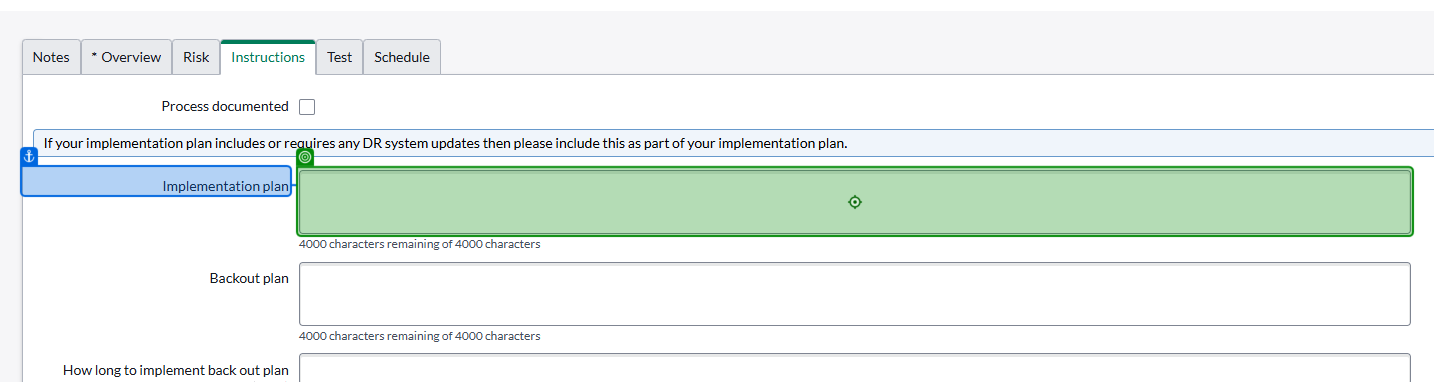 Notes * Overview Risk Instructions Test Schedule
Process documented
If your implementation plan includes or requires any DR system updates then please include this as part of your implementation plan.
Implementation plan
4000 characters remaining of 4000 characters
Backout plan
4000 characters remaining of 4000 characters
How long to implement back out plan